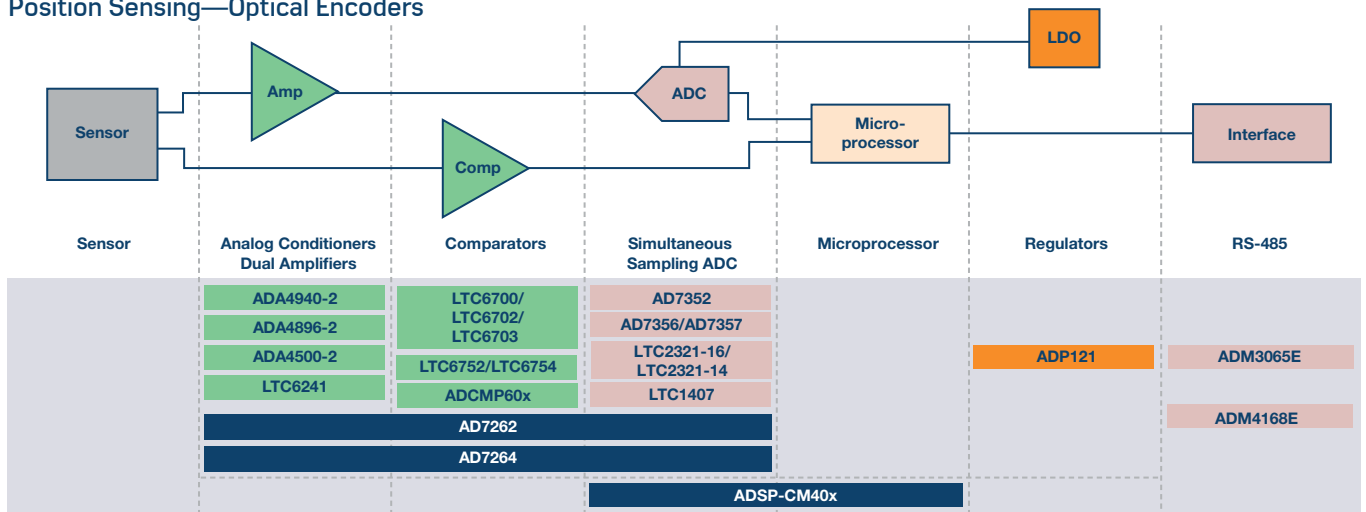 Position Sensing—Optical Encoders
LDO
Amp
ADC
Sensor
Micro-
processor
Interface
Comp
Sensor
Analog Conditioners
Dual Amplifiers
Comparators
Simultaneous
Sampling ADC
Microprocessor
Regulators
RS-485
ADA4940-2
ADA4896-2
ADA4500-2
LTC6241
LTC6700/
LTC6702/
LTC6703
LTC6752/LTC6754
ADCMP60x
AD7352
AD7356/AD7357
LTC2321-16/
LTC2321-14
LTC1407
ADP121
ADM3065E
ADM4168E
AD7262
AD7264
ADSP-CM40x